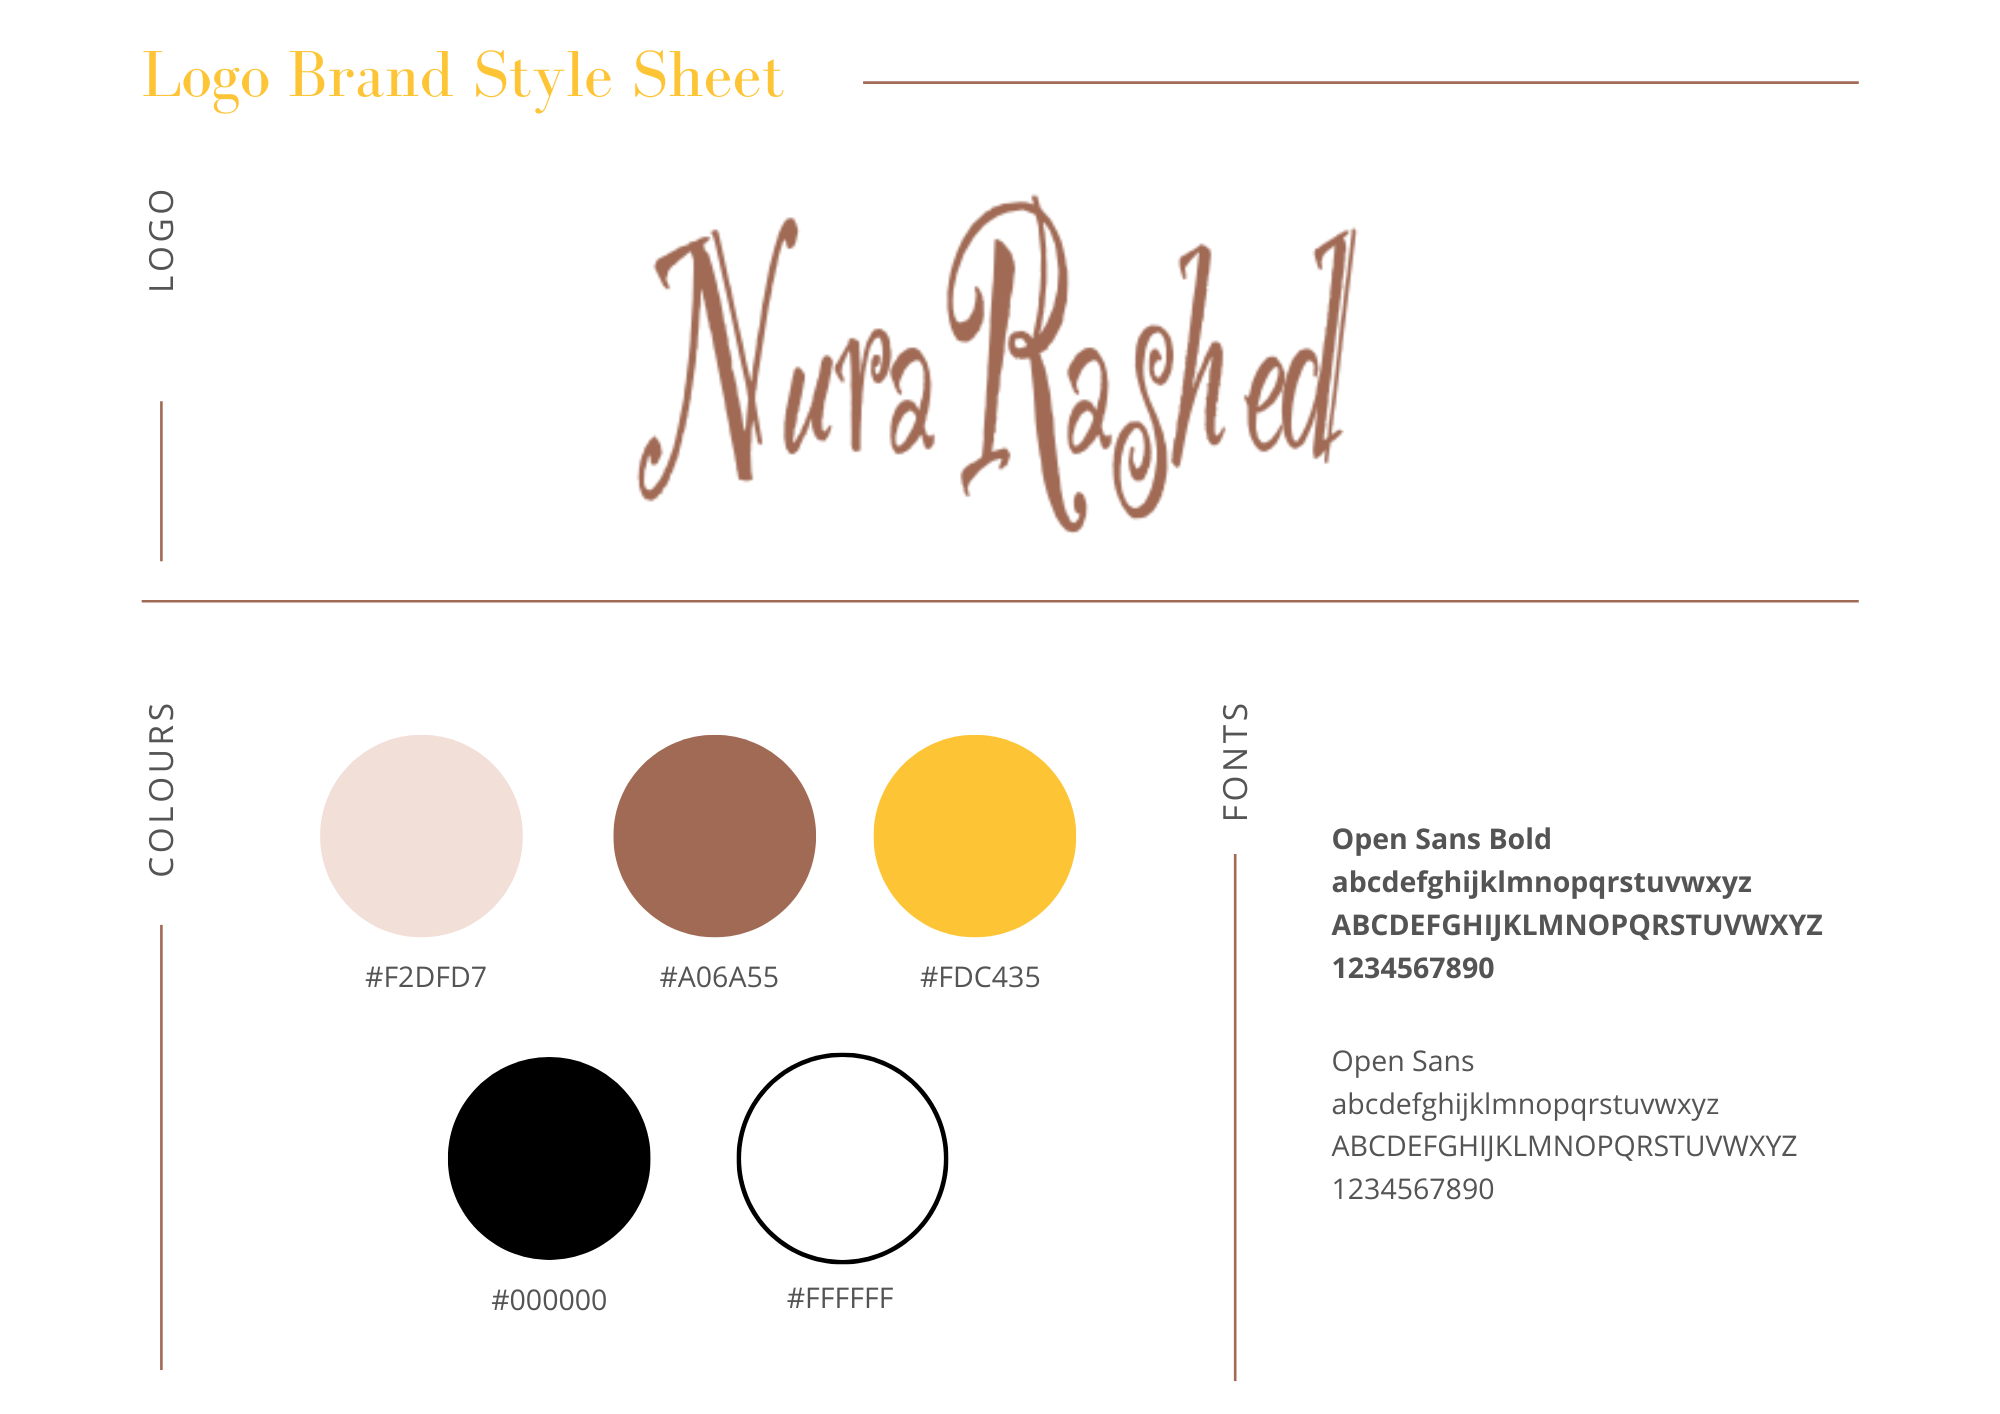 Logo Brand Style Sheet
LOGO
Nura Rashed
COLOURS
#F2DFD7
#A06A55
#FDC435
#000000
#FFFFFF
FONTS
Open Sans Bold
abcdefghijklmnopqrstuvwxyz
ABCDEFGHIJKLMNOPQRSTUVWXYZ
1234567890
Open Sans
abcdefghijklmnopqrstuvwxyz
ABCDEFGHIJKLMNOPQRSTUVWXYZ
1234567890